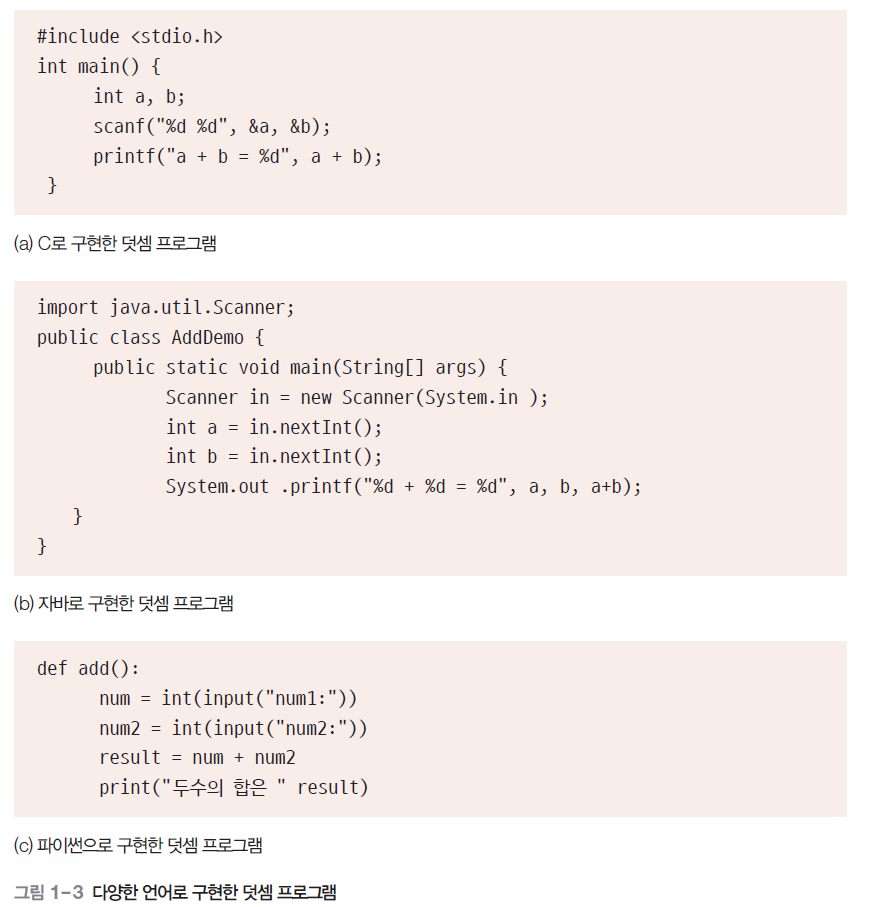 #include <stdio.h>
int main() {
int a, b;
scanf("%d %d", &a, &b);
printf("a + b = %d", a + b);
}
(a) C로 구현한 덧셈 프로그램
import java.util.Scanner;
public class AddDemo {
public static void main(String[] args) {
Scanner in = new Scanner(System.in );
int a = in.nextInt();
int b = in.nextInt();
System.out .printf("%d + %d = %d", a, b, a+b);
}
}
(b) 자바로 구현한 덧셈 프로그램
def add():
num = int(input("num1:"))
num2 = int(input("num2:"))
result = num + num2
print("두수의 합은 " result)
(c) 파이썬으로 구현한 덧셈 프로그램
그림 1-3 다양한 언어로 구현한 덧셈 프로그램